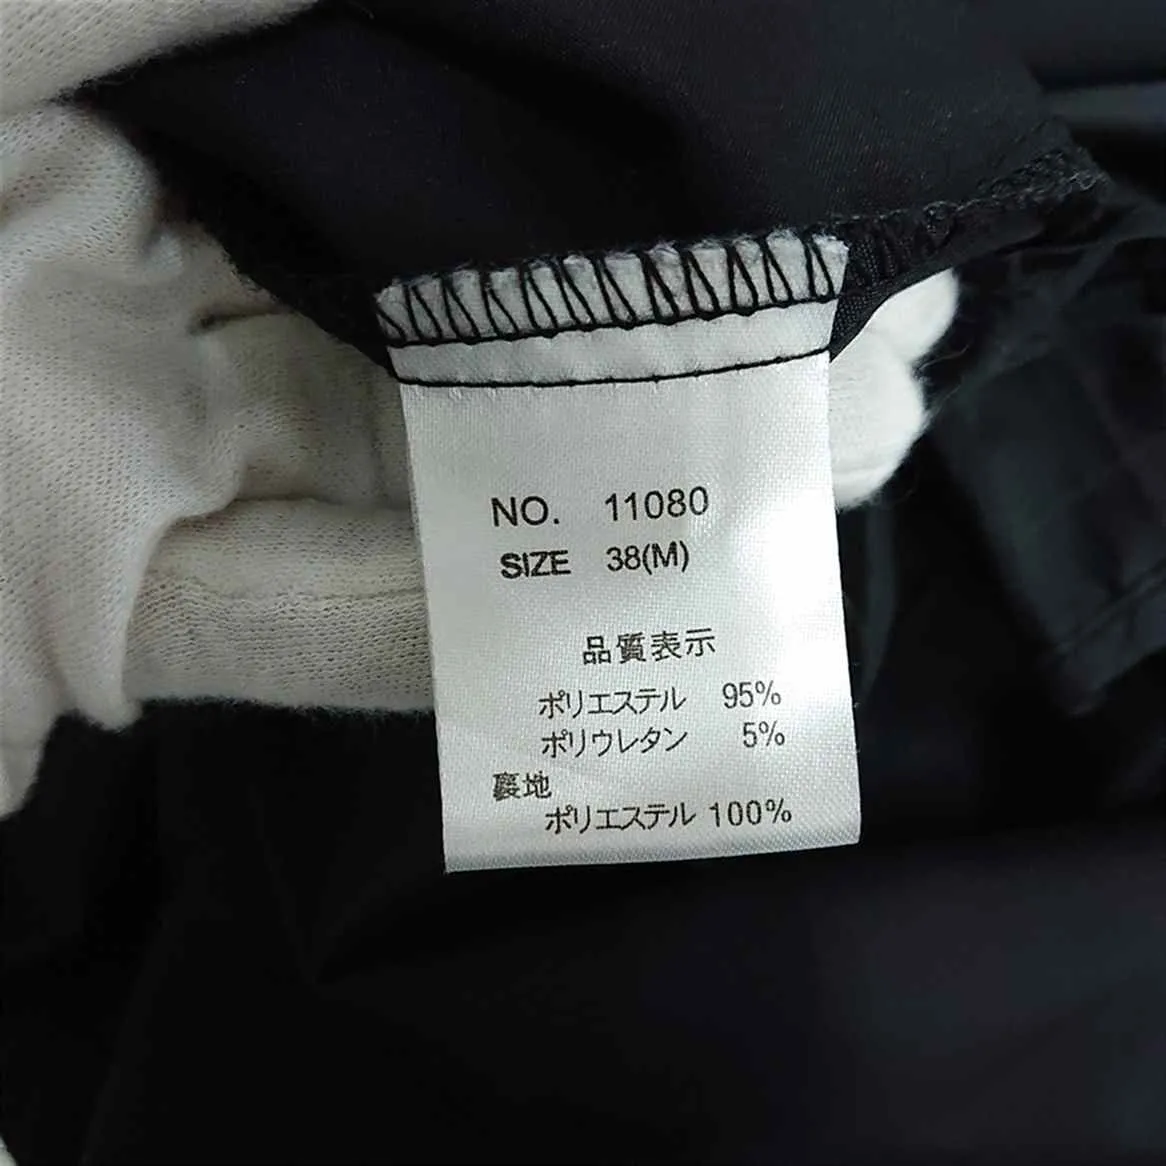 NO. 11080
SIZE 38(M)
品質表示
ポリエステル 95%
ポリウレタン 5%
裏地
ポリエステル 100%